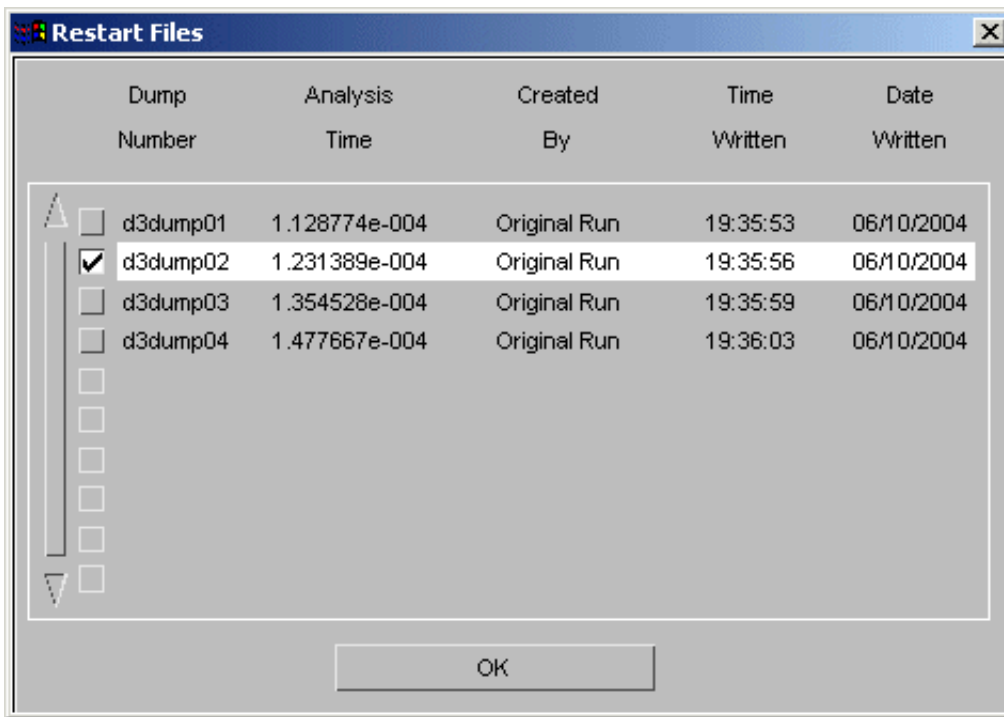 Restart Files
Dump Analysis Created Time Date
Number Time By Written Written
d3dump01 1.128774e-004 Original Run 19:35:53 06/10/2004
d3dump02 1.231389e-004 Original Run 19:35:56 06/10/2004
d3dump03 1.354528e-004 Original Run 19:35:59 06/10/2004
d3dump04 1.477667e-004 Original Run 19:36:03 06/10/2004
OK